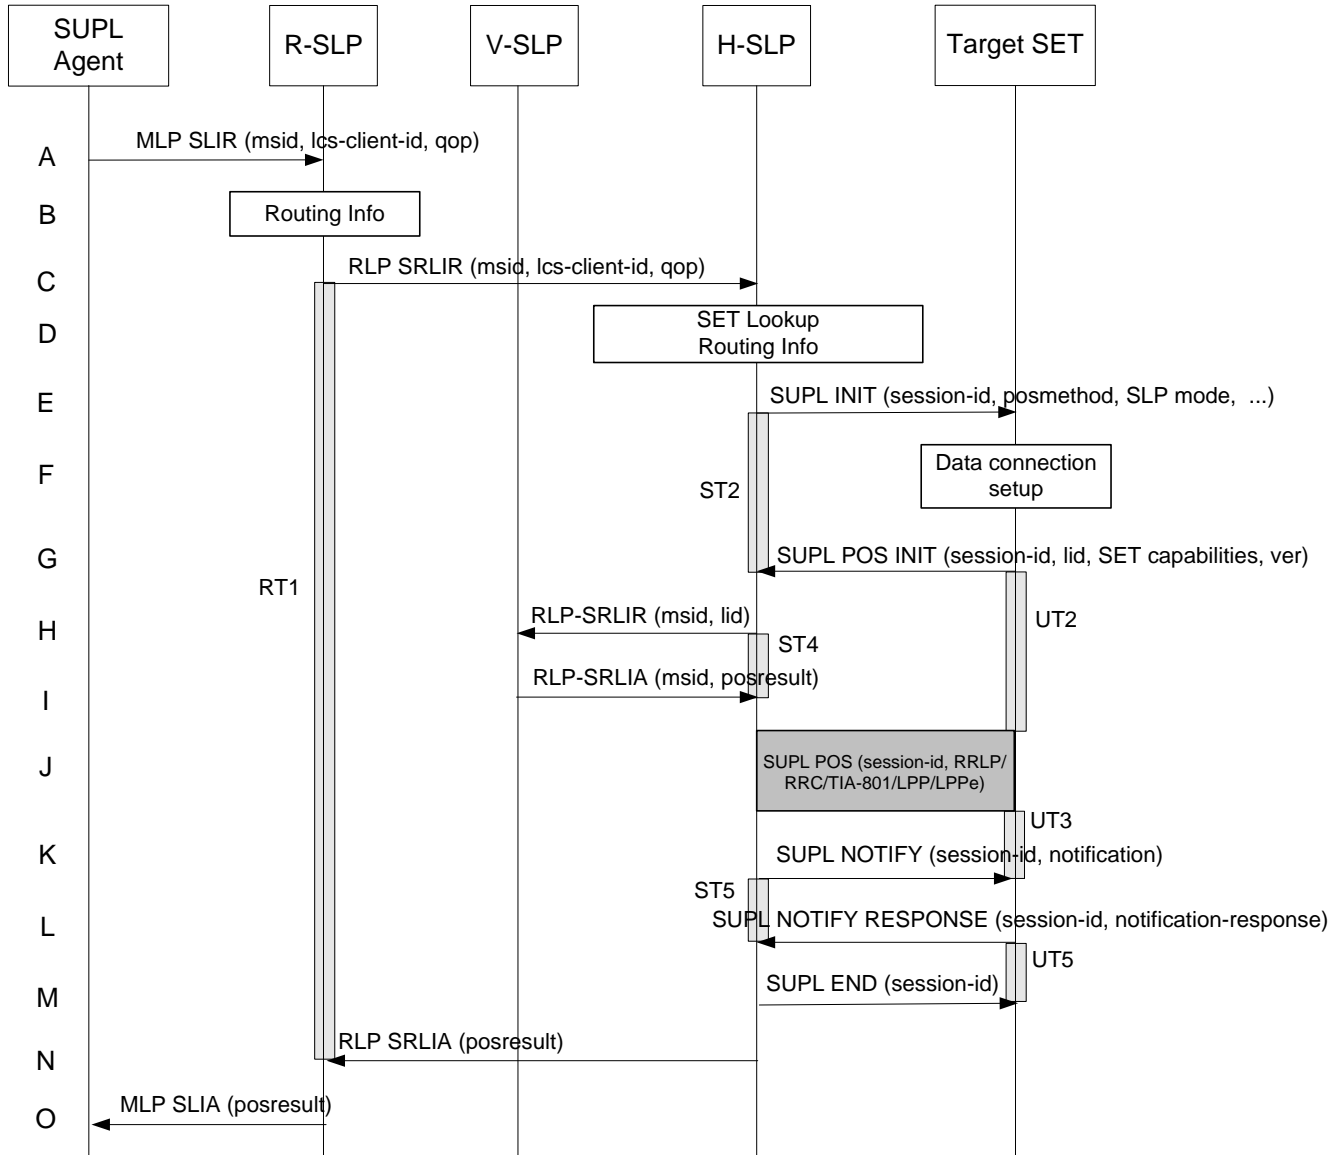 SUPL
Agent
R-SLP
V-SLP
H-SLP
Target SET
A
MLP SLIR (msid, lcs-client-id, qop)
B
Routing Info
C
RLP SRLIR (msid, lcs-client-id, qop)
D
SET Lookup
Routing Info
E
SUPL INIT (session-id, posmethod, SLP mode, ...)
F
Data connection
setup
ST2
G
SUPL POS INIT (session-id, lid, SET capabilities, ver)
RT1
H
RLP-SRLIR (msid, lid)
ST4
UT2
I
RLP-SRLIA (msid, posresult)
J
SUPL POS (session-id, RRLP/
RRC/TIA-801/LPP/LPPe)
UT3
K
SUPL NOTIFY (session-id, notification)
ST5
L
SUPL NOTIFY RESPONSE (session-id, notification-response)
UT5
M
SUPL END (session-id)
N
RLP SRLIA (posresult)
O
MLP SLIA (posresult)